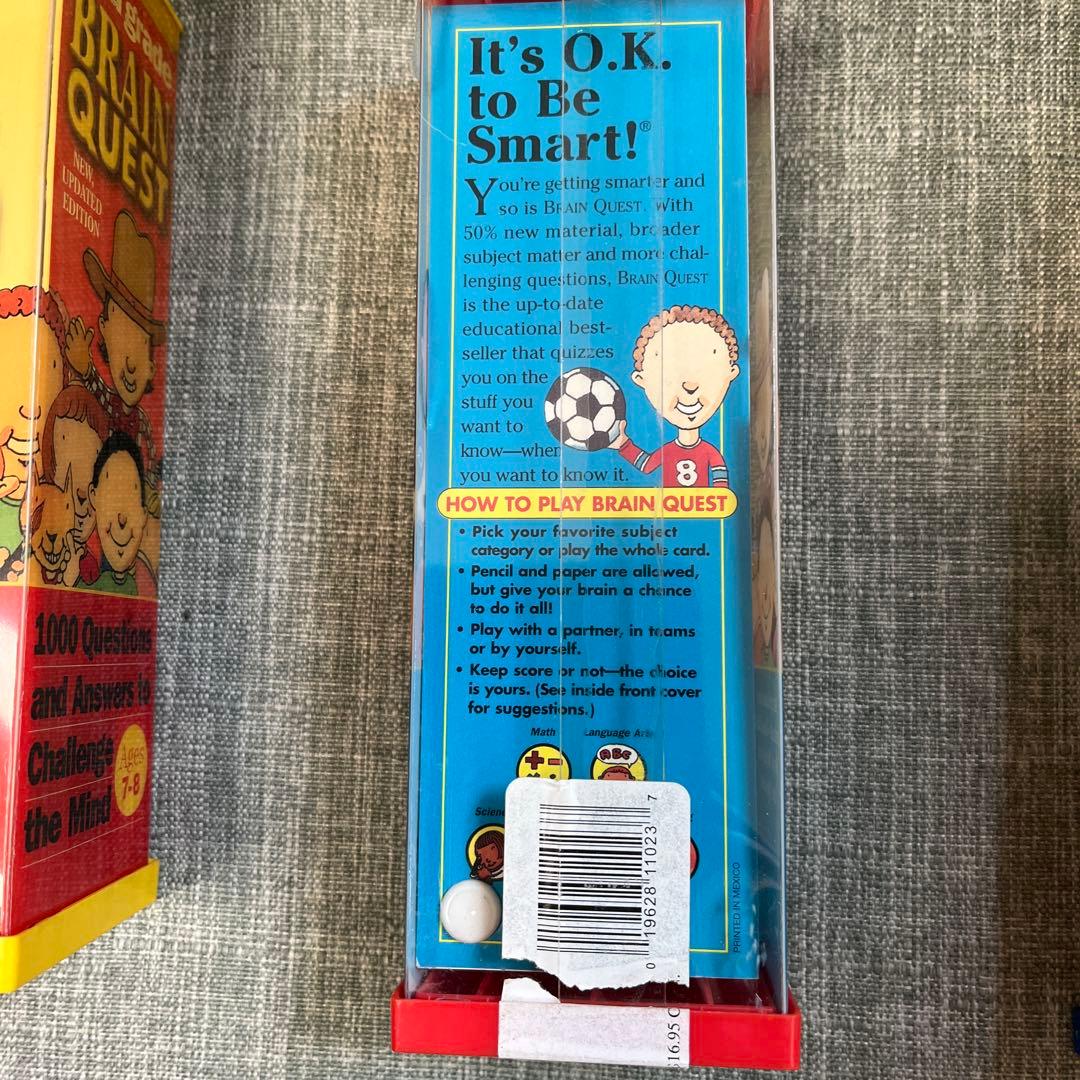 grade
BRAIN
QUEST
NEW,
UPDATED
EDITION
1000 Questions
and Answers to
Challenge
the Mind
Ages
7-8
It's O.K.
to Be
Smart!®
You're getting smarter and
so is BRAIN QUEST. With
50% new material, broader
subject matter and more chal-
lenging questions, BRAIN QUEST
is the up-to-date
educational best-
seller that quizzes
you on the
stuff you
want to
know—when
you want to know it.
8
HOW TO PLAY BRAIN QUEST
• Pick your favorite subject
category or play the whole card.
• Pencil and paper are allowed,
but give your brain a chance
to do it all!
• Play with a partner, in teams
or by yourself.
• Keep score or not—the choice
is yours. (See inside front cover
for suggestions.)
Math Language Arts
+ - ABC
0 19628 11023 7
PRINTED IN MEXICO
$16.95